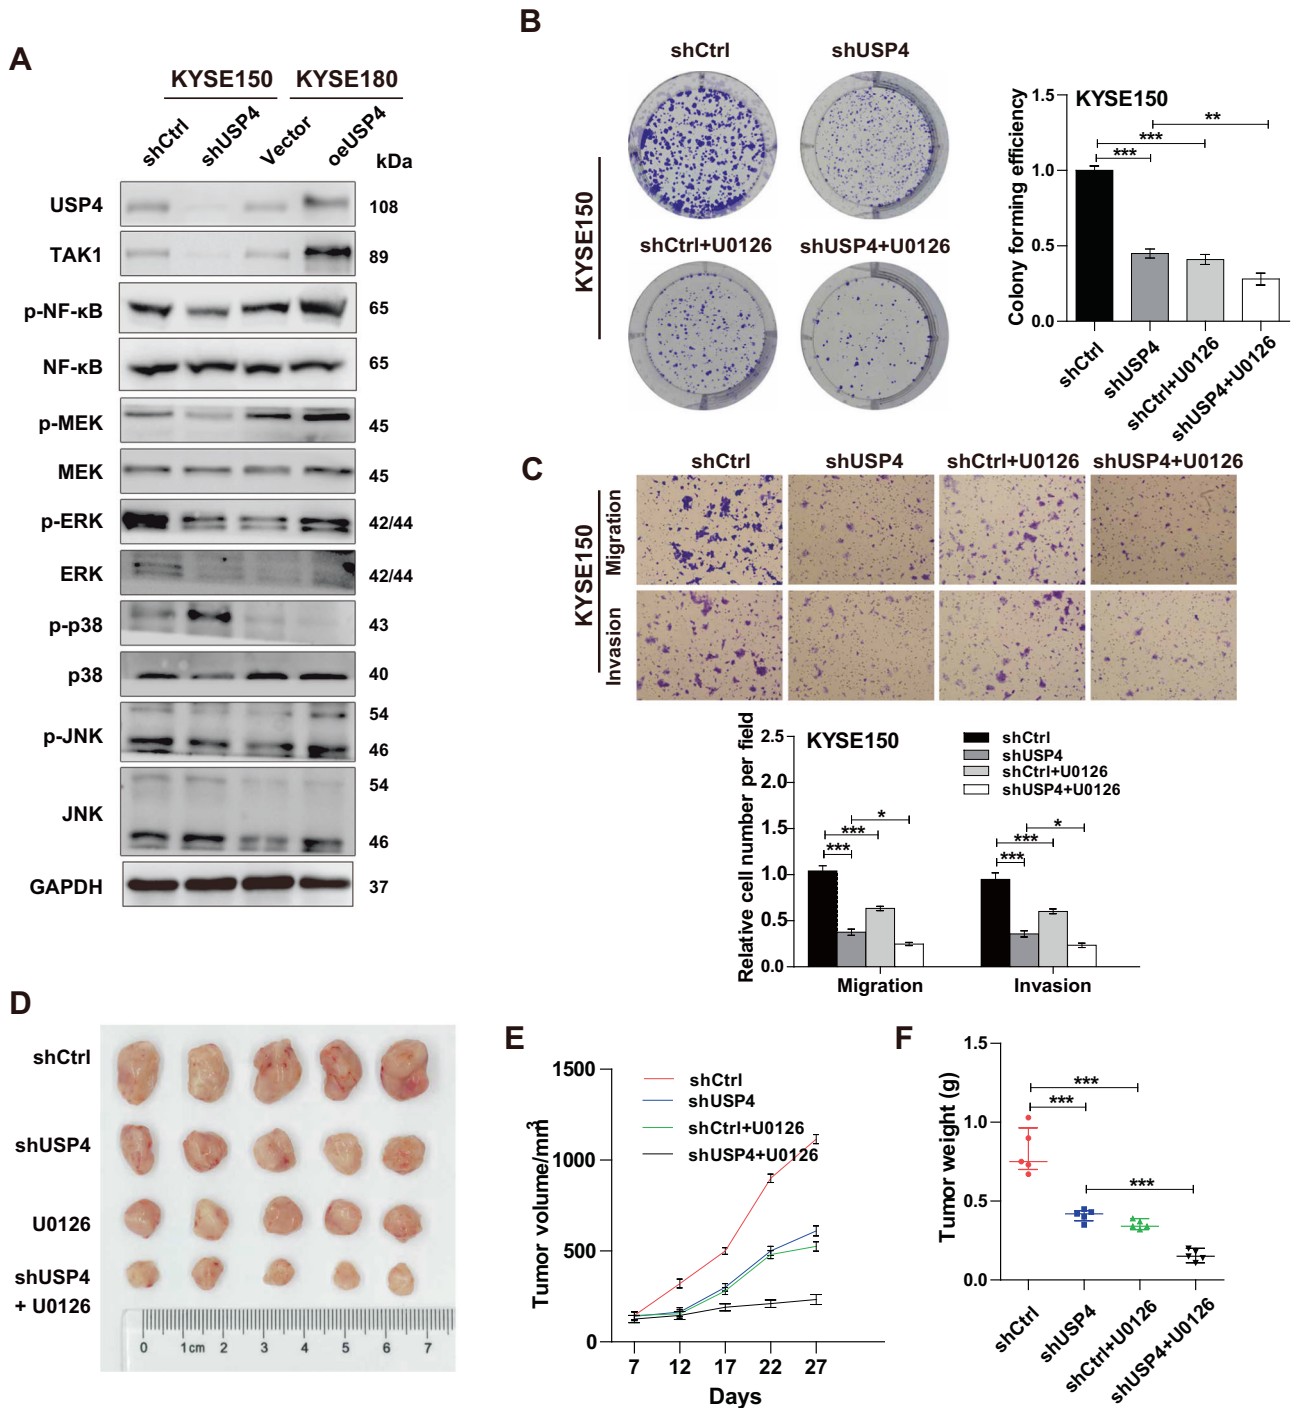 A
KYSE150 KYSE180
shCtrl shUSP4 Vector oeUSP4 kDa
USP4 108
TAK1 89
p-NF-κB 65
NF-κB 65
p-MEK 45
MEK 45
p-ERK 42/44
ERK 42/44
p-p38 43
p38 40
p-JNK 54 46
JNK 54 46
GAPDH 37
B
shCtrl shUSP4
KYSE150
shCtrl+U0126 shUSP4+U0126
KYSE150
Colony forming efficiency
1.5
1.0
0.5
0.0
**
***
***
shCtrl shUSP4 shCtrl+U0126 shUSP4+U0126
C
shCtrl shUSP4 shCtrl+U0126 shUSP4+U0126
KYSE150
Migration
Invasion
KYSE150
Relative cell number per field
2.5
2.0
1.5
1.0
0.5
0.0
shCtrl
shUSP4
shCtrl+U0126
shUSP4+U0126
*
***
***
*
***
***
Migration Invasion
D
shCtrl
shUSP4
U0126
shUSP4
+ U0126
0 1cm 2 3 4 5 6 7
E
Tumor volume/mm3
1500
1000
500
0
shCtrl
shUSP4
shCtrl+U0126
shUSP4+U0126
7 12 17 22 27
Days
F
Tumor weight (g)
1.5
1.0
0.5
0.0
***
***
***
shCtrl shUSP4 shCtrl+U0126 shUSP4+U0126